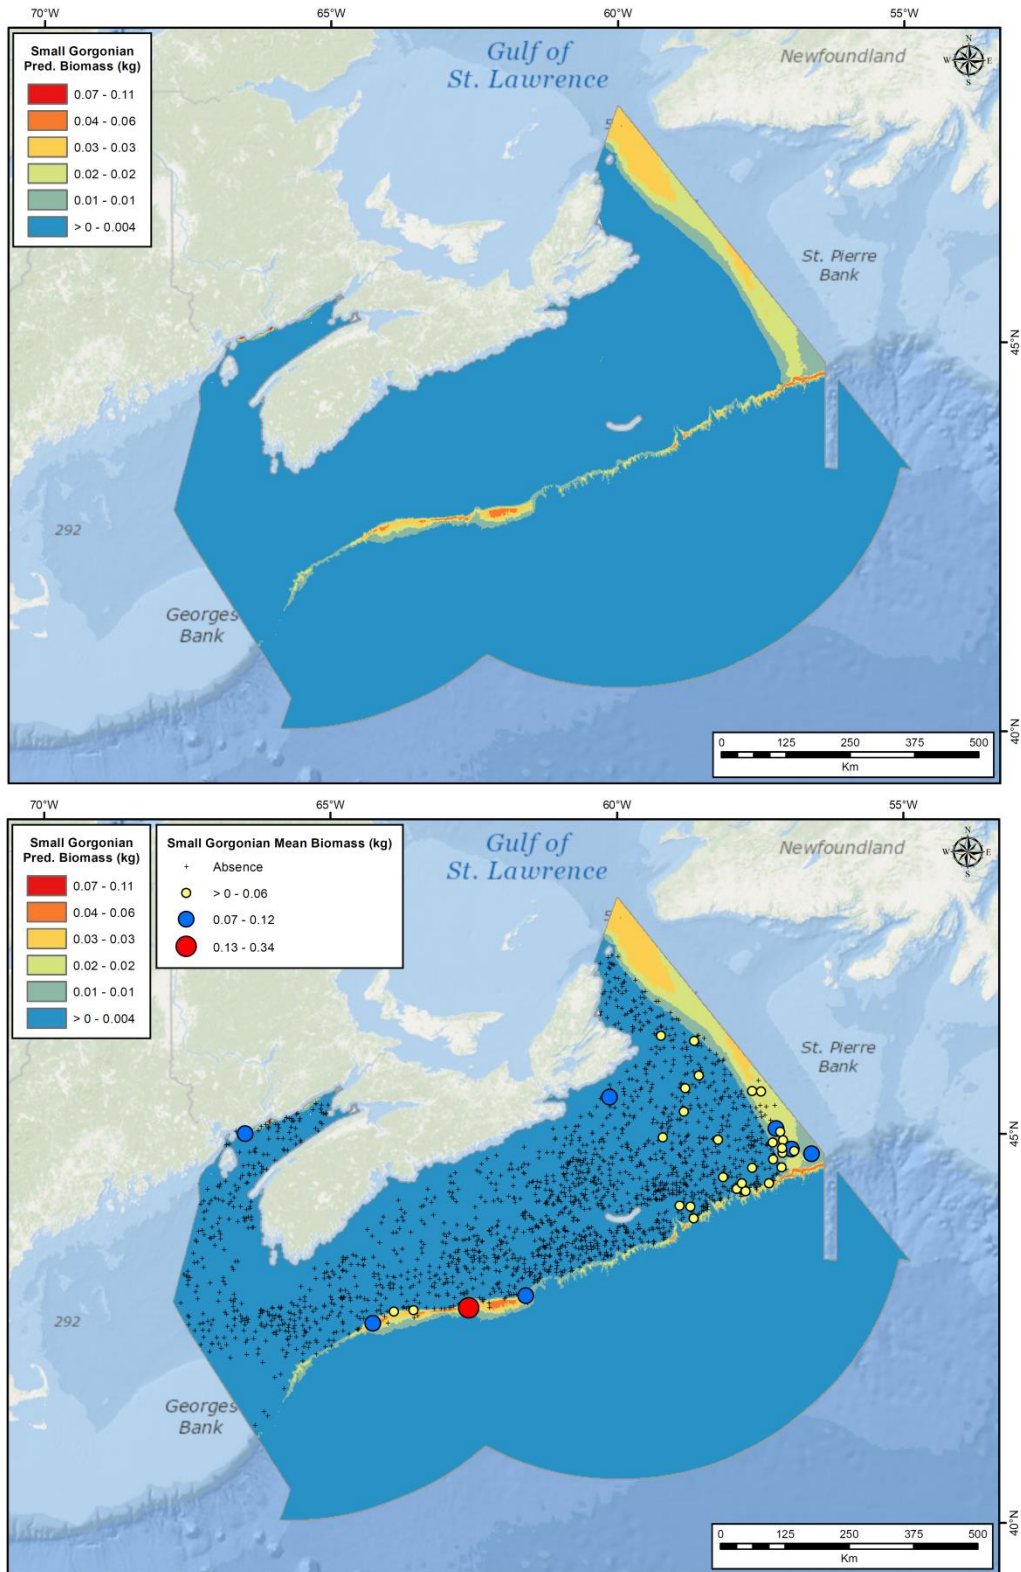 70°W
65°W
60°W
55°W
Small Gorgonian
Pred. Biomass (kg)
0.07 - 0.11
0.04 - 0.06
0.03 - 0.03
0.02 - 0.02
0.01 - 0.01
> 0 - 0.004
Gulf of
St. Lawrence
Newfoundland
N
W
E
S
5
St. Pierre
Bank
45°N
292
Georges
Bank
40°N
0
125
250
375
500
Km
70°W
65°W
60°W
55°W
Small Gorgonian
Pred. Biomass (kg)
0.07 - 0.11
0.04 - 0.06
0.03 - 0.03
0.02 - 0.02
0.01 - 0.01
> 0 - 0.004
Small Gorgonian Mean Biomass (kg)
Absence
> 0 - 0.06
0.07 - 0.12
0.13 - 0.34
Gulf of
St. Lawrence
Newfoundland
N
W
E
S
5
St. Pierre
Bank
45°N
292
Georges
Bank
40°N
0
125
250
375
500
Km